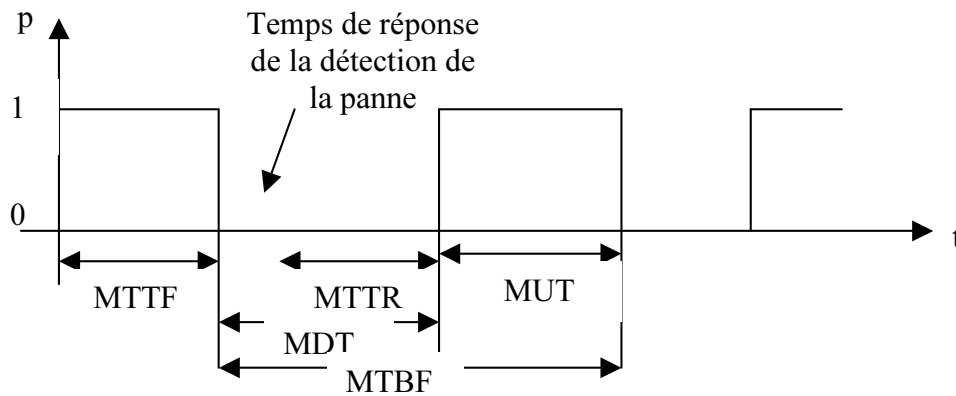 p
Temps de réponse
de la détection de
la panne
1
0
t
MTTF
MTTR
MUT
MDT
MTBF